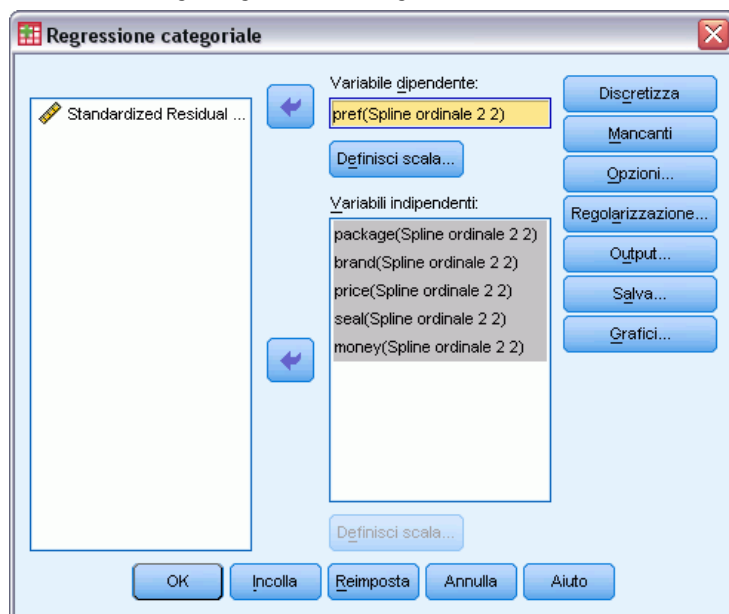 Regressione categoriale
Standardized Residual ...
Variabile dipendente:
pref(Spline ordinale 2 2)
Definisci scala...
Variabili indipendenti:
package(Spline ordinale 2 2)
brand(Spline ordinale 2 2)
price(Spline ordinale 2 2)
seal(Spline ordinale 2 2)
money(Spline ordinale 2 2)
Definisci scala...
Discretizza
Mancanti
Opzioni...
Regolarizzazione...
Output...
Salva...
Grafici...
OK
Incolla
Reimposta
Annulla
Aiuto